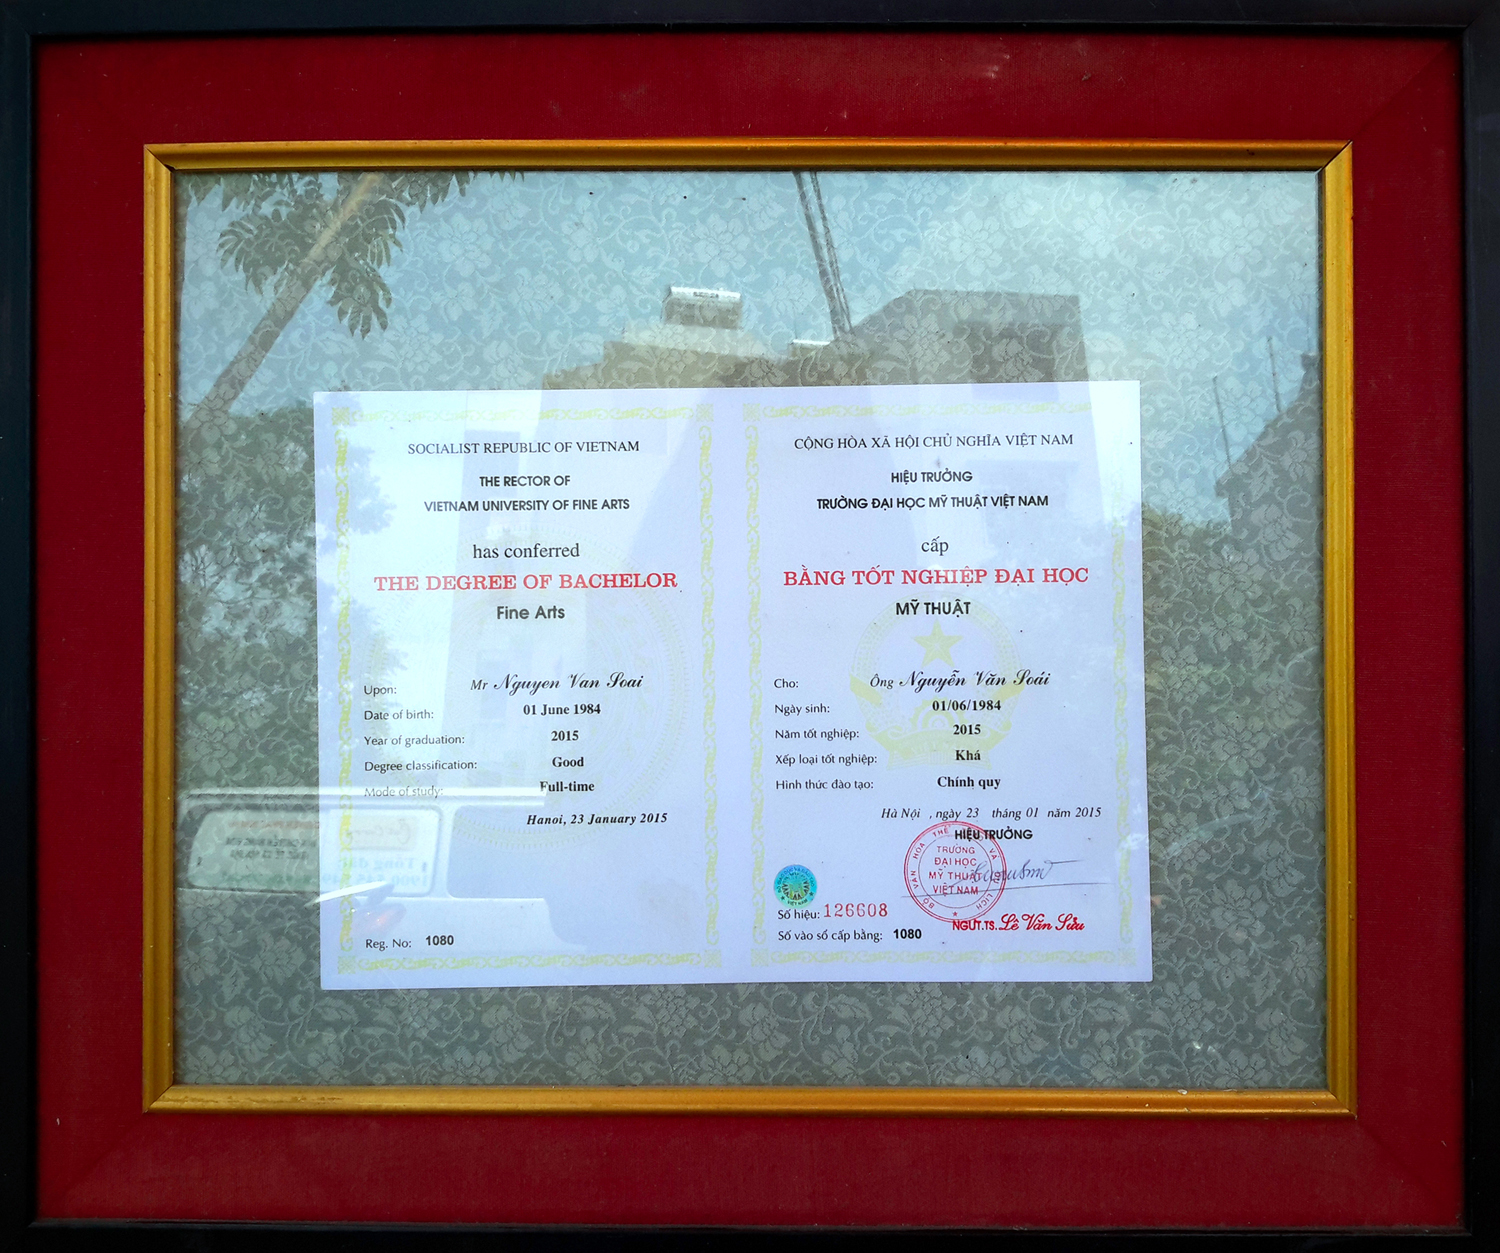 SOCIALIST REPUBLIC OF VIETNAM
THE RECTOR OF
VIETNAM UNIVERSITY OF FINE ARTS
has conferred
THE DEGREE OF BACHELOR
Fine Arts
Upon: Mr Nguyen Van Soai
Date of birth: 01 June 1984
Year of graduation: 2015
Degree classification: Good
Mode of study: Full-time
Hanoi, 23 January 2015
Reg. No: 1080
CỘNG HÒA XÃ HỘI CHỦ NGHĨA VIỆT NAM
HIỆU TRƯỞNG
TRƯỜNG ĐẠI HỌC MỸ THUẬT VIỆT NAM
cấp
BẰNG TỐT NGHIỆP ĐẠI HỌC
MỸ THUẬT
Cho: Ông Nguyễn Văn Soái
Ngày sinh: 01/06/1984
Năm tốt nghiệp: 2015
Xếp loại tốt nghiệp: Khá
Hình thức đào tạo: Chính quy
Hà Nội , ngày 23 tháng 01 năm 2015
HIỆU TRƯỞNG
TRƯỜNG
ĐẠI HỌC
MỸ THUẬT
VIỆT NAM
Số hiệu: 126608
NGƯT.TS. Lê Văn Sửu
Số vào sổ cấp bằng: 1080